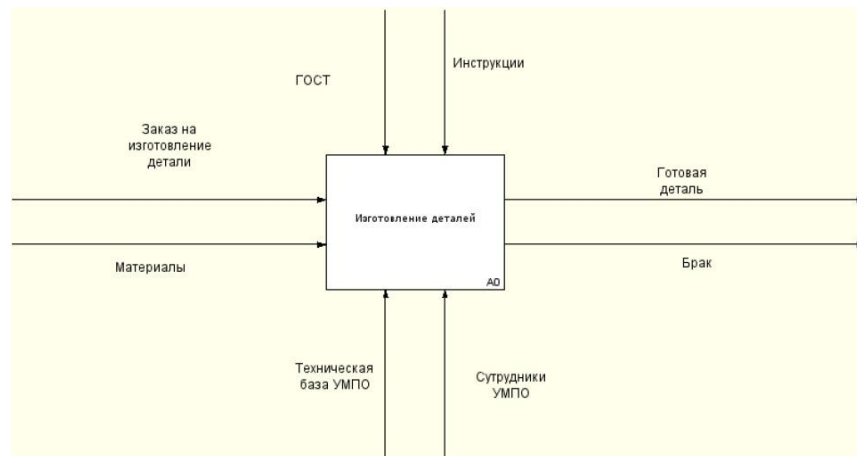 ГОСТ
Инструкции
Заказ на
изготовление
детали
Готовая
деталь
Изготовление деталей
Материалы
Брак
A0
Техническая
база УМПО
Сутрудники
УМПО